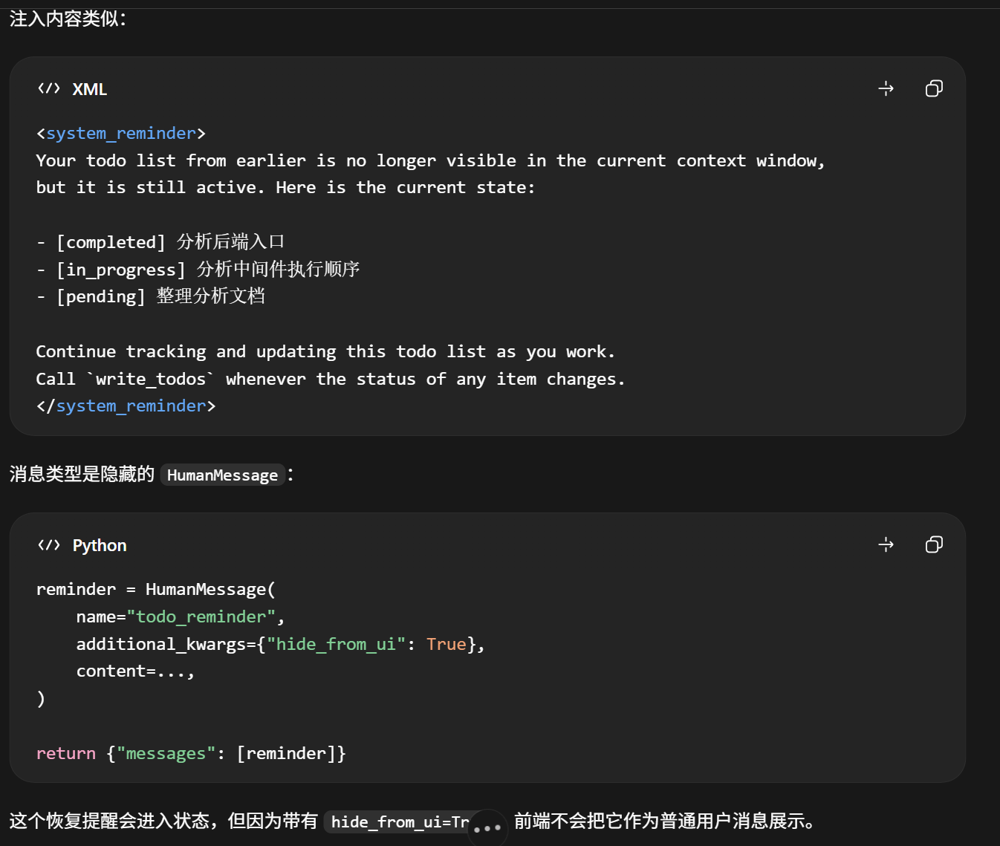 注入内容类似：
XML
<system_reminder>
Your todo list from earlier is no longer visible in the current context window,
but it is still active. Here is the current state:
- [completed] 分析后端入口
- [in_progress] 分析中间件执行顺序
- [pending] 整理分析文档
Continue tracking and updating this todo list as you work.
Call `write_todos` whenever the status of any item changes.
</system_reminder>
消息类型是隐藏的 HumanMessage：
Python
reminder = HumanMessage(
    name="todo_reminder",
    additional_kwargs={"hide_from_ui": True},
    content=...,
)
return {"messages": [reminder]}
这个恢复提醒会进入状态，但因为带有 hide_from_ui=Tr 前端不会把它作为普通用户消息展示。